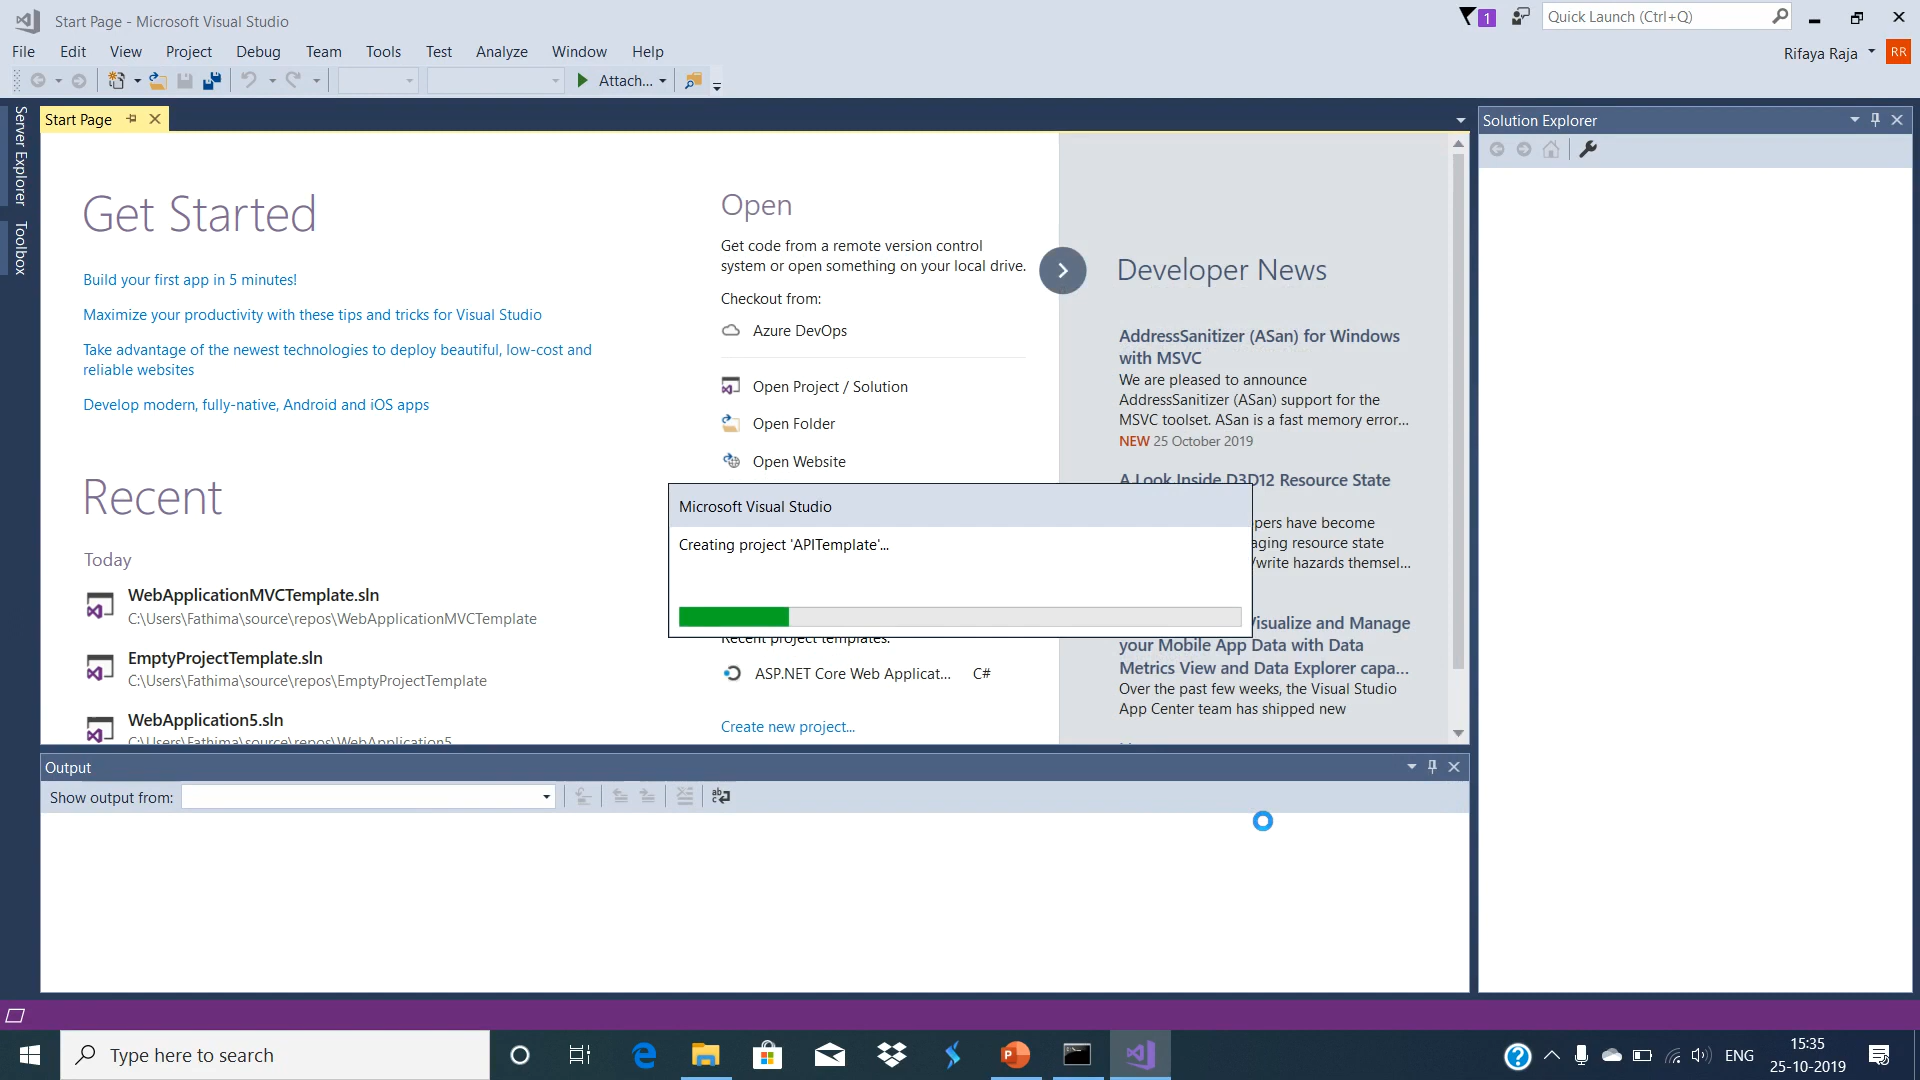 Start Page - Microsoft Visual Studio
1
Quick Launch (Ctrl+Q)
File Edit View Project Debug Team Tools Test Analyze Window Help
Rifaya Raja
RR
Attach...
Server Explorer
Toolbox
Start Page
Solution Explorer
Get Started
Build your first app in 5 minutes!
Maximize your productivity with these tips and tricks for Visual Studio
Take advantage of the newest technologies to deploy beautiful, low-cost and
reliable websites
Develop modern, fully-native, Android and iOS apps
Recent
Today
WebApplicationMVCTemplate.sln
C:\Users\Fathima\source\repos\WebApplicationMVCTemplate
EmptyProjectTemplate.sln
C:\Users\Fathima\source\repos\EmptyProjectTemplate
WebApplication5.sln
C:\Users\Fathima\source\repos\WebApplication5
Open
Get code from a remote version control
system or open something on your local drive.
Checkout from:
Azure DevOps
Open Project / Solution
Open Folder
Open Website
Microsoft Visual Studio
Creating project 'APITemplate'...
Recent project templates:
ASP.NET Core Web Applicat... C#
Create new project...
Developer News
AddressSanitizer (ASan) for Windows
with MSVC
We are pleased to announce
AddressSanitizer (ASan) support for the
MSVC toolset. ASan is a fast memory error...
NEW 25 October 2019
A Look Inside D3D12 Resource State
pers have become
aging resource state
/write hazards themsel...
isualize and Manage
your Mobile App Data with Data
Metrics View and Data Explorer capa...
Over the past few weeks, the Visual Studio
App Center team has shipped new
Output
Show output from:
Type here to search
ENG
15:35
25-10-2019